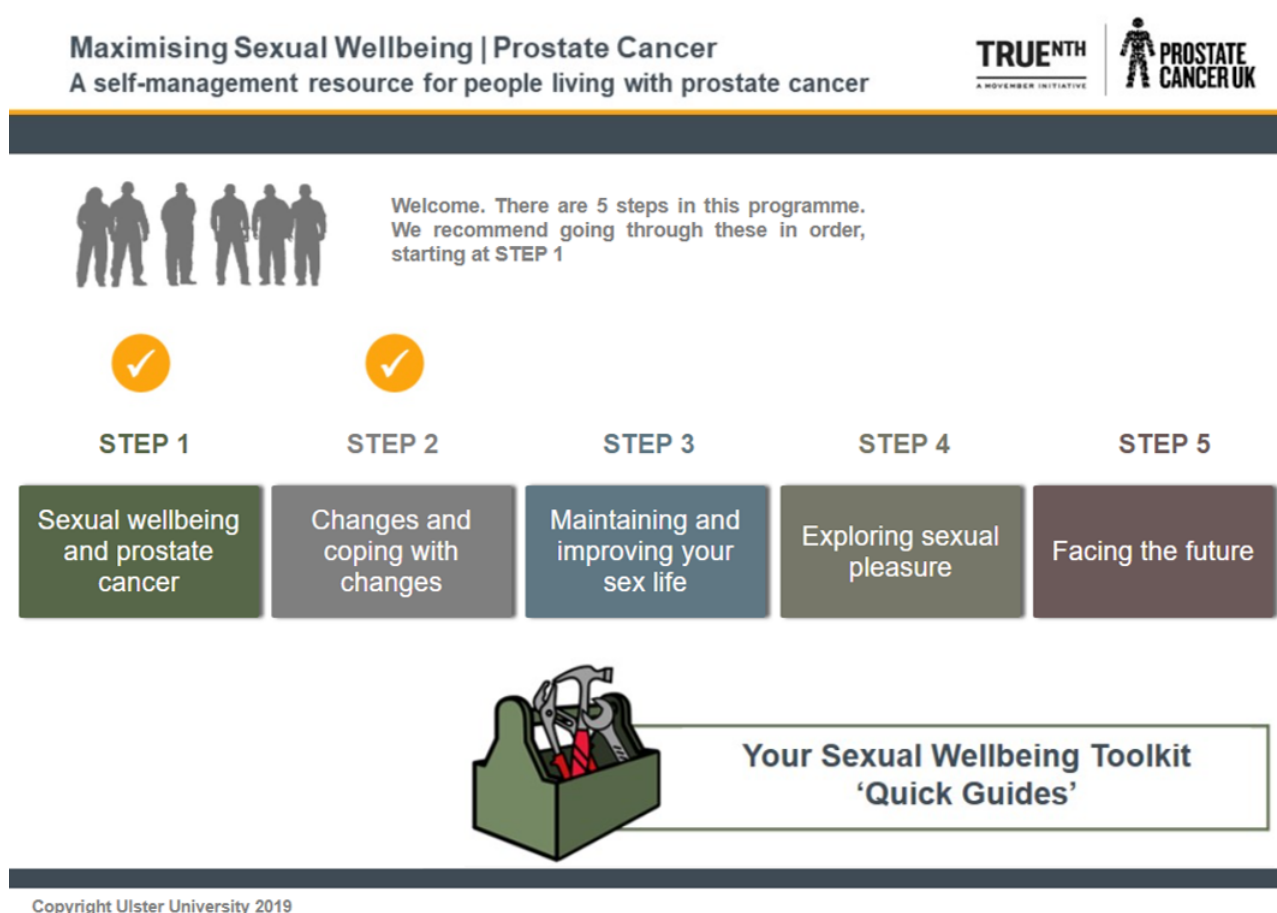 Maximising Sexual Wellbeing | Prostate Cancer
A self-management resource for people living with prostate cancer
TRUENTH
A MOVEMBER INITIATIVE
PROSTATE
CANCER UK
Welcome. There are 5 steps in this programme.
We recommend going through these in order,
starting at STEP 1
STEP 1
STEP 2
STEP 3
STEP 4
STEP 5
Sexual wellbeing
and prostate
cancer
Changes and
coping with
changes
Maintaining and
improving your
sex life
Exploring sexual
pleasure
Facing the future
Your Sexual Wellbeing Toolkit
‘Quick Guides’
Copyright Ulster University 2019